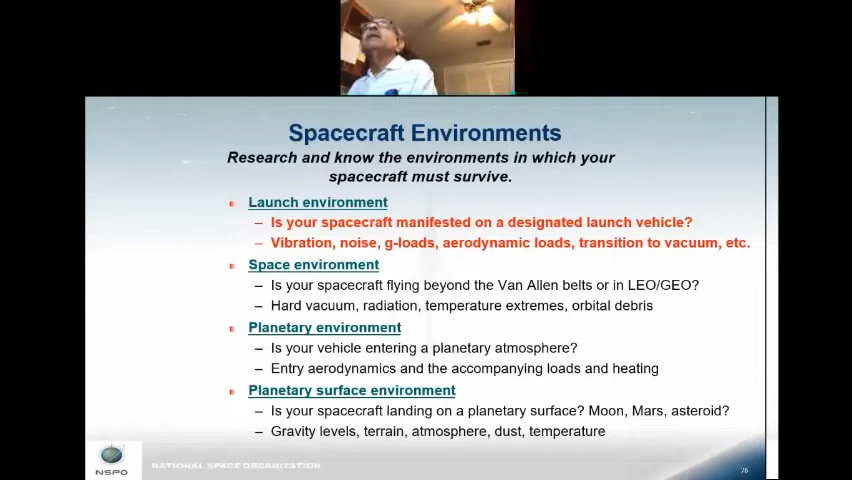 Spacecraft Environments
Research and know the environments in which your
spacecraft must survive.
Launch environment
– Is your spacecraft manifested on a designated launch vehicle?
– Vibration, noise, g-loads, aerodynamic loads, transition to vacuum, etc.
Space environment
– Is your spacecraft flying beyond the Van Allen belts or in LEO/GEO?
– Hard vacuum, radiation, temperature extremes, orbital debris
Planetary environment
– Is your vehicle entering a planetary atmosphere?
– Entry aerodynamics and the accompanying loads and heating
Planetary surface environment
– Is your spacecraft landing on a planetary surface? Moon, Mars, asteroid?
– Gravity levels, terrain, atmosphere, dust, temperature
NSPO
NATIONAL SPACE ORGANIZATION
76